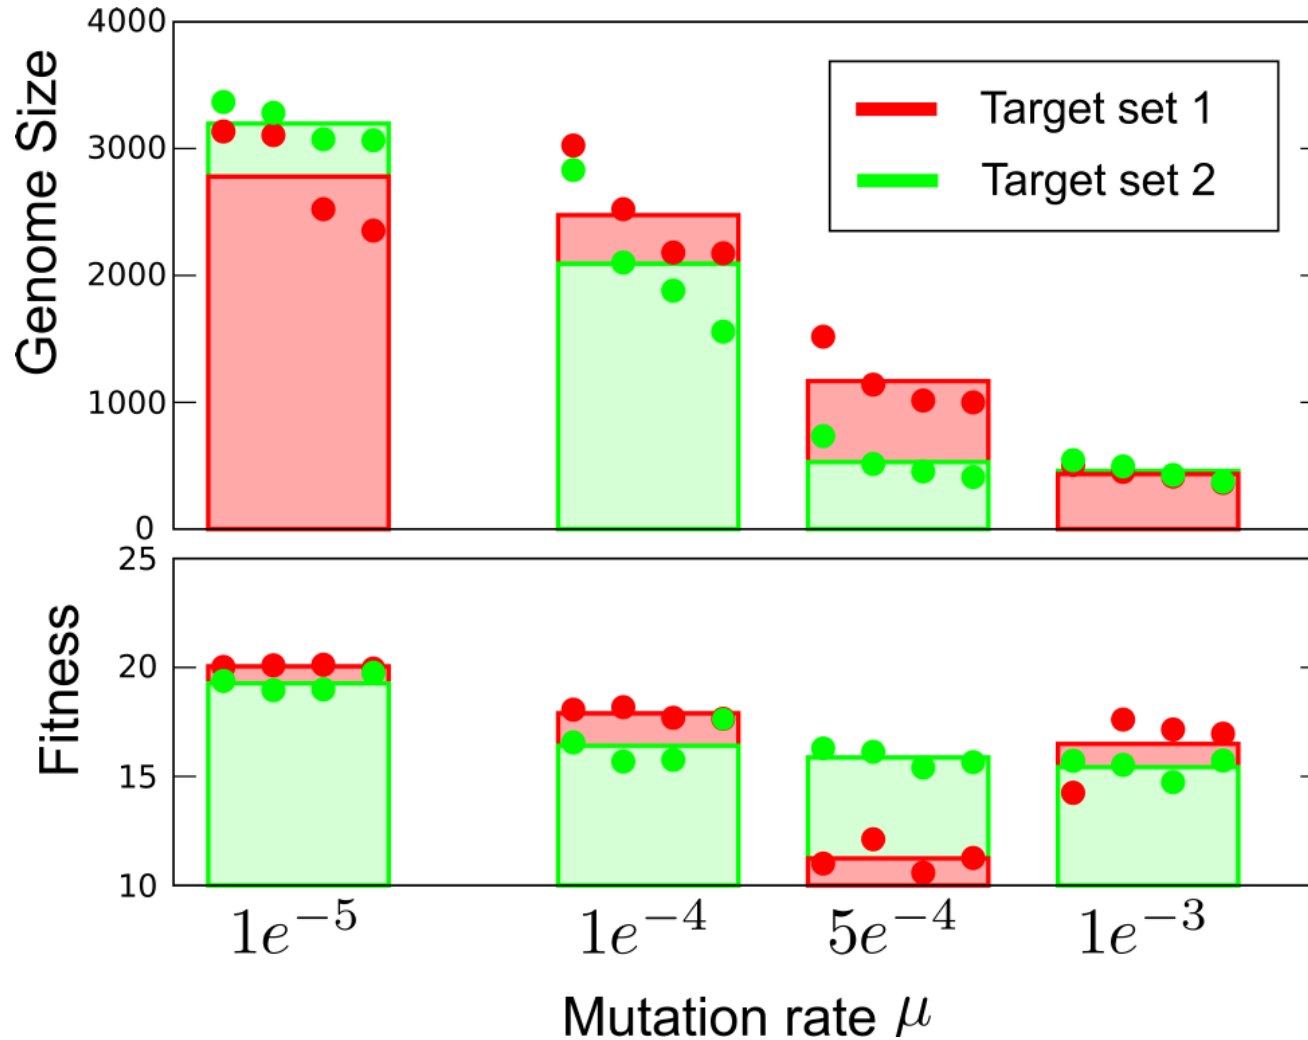 Genome Size
4000
3000
2000
1000
0
Target set 1
Target set 2
Fitness
25
20
15
10
1e⁻⁵
1e⁻⁴
5e⁻⁴
1e⁻³
Mutation rate μ